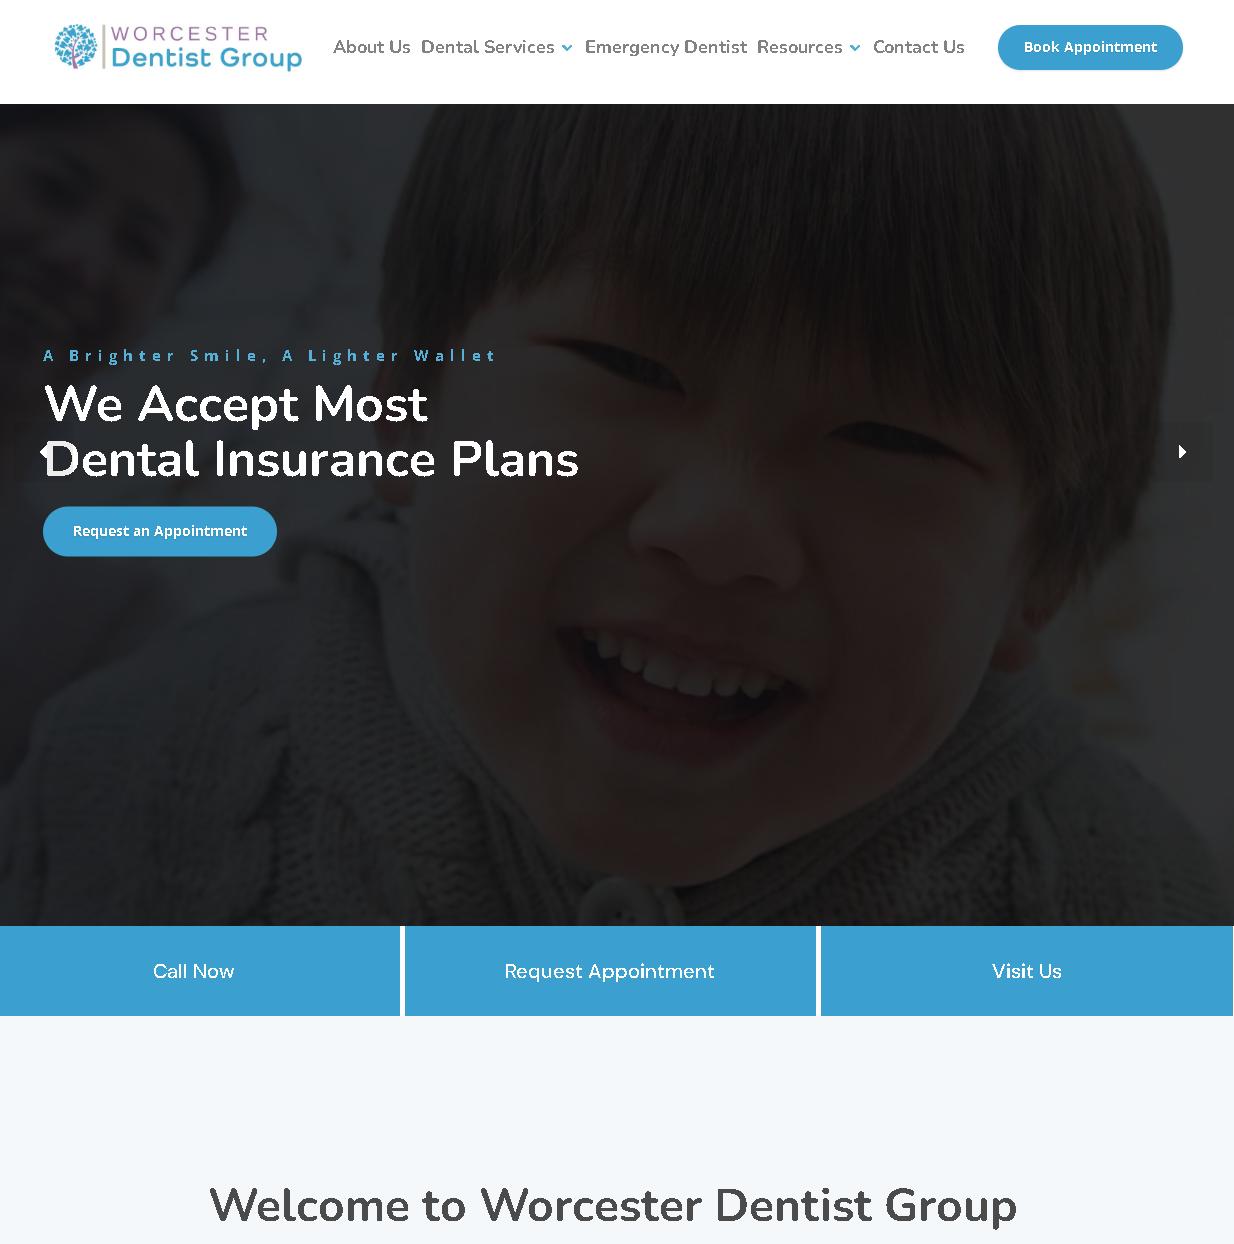 WORCESTER
Dentist Group
About Us Dental Services Emergency Dentist Resources Contact Us Book Appointment
A Brighter Smile, A Lighter Wallet
We Accept Most
Dental Insurance Plans
Request an Appointment
Call Now Request Appointment Visit Us
Welcome to Worcester Dentist Group